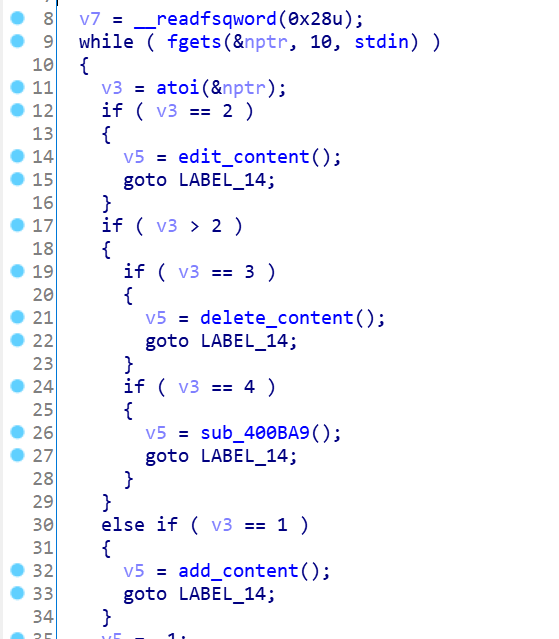 8 v7 = __readfsqword(0x28u);
9 while ( fgets(&nptr, 10, stdin) )
10 {
11 v3 = atoi(&nptr);
12 if ( v3 == 2 )
13 {
14 v5 = edit_content();
15 goto LABEL_14;
16 }
17 if ( v3 > 2 )
18 {
19 if ( v3 == 3 )
20 {
21 v5 = delete_content();
22 goto LABEL_14;
23 }
24 if ( v3 == 4 )
25 {
26 v5 = sub_400BA9();
27 goto LABEL_14;
28 }
29 }
30 else if ( v3 == 1 )
31 {
32 v5 = add_content();
33 goto LABEL_14;
34 }
35 v5 = -1;